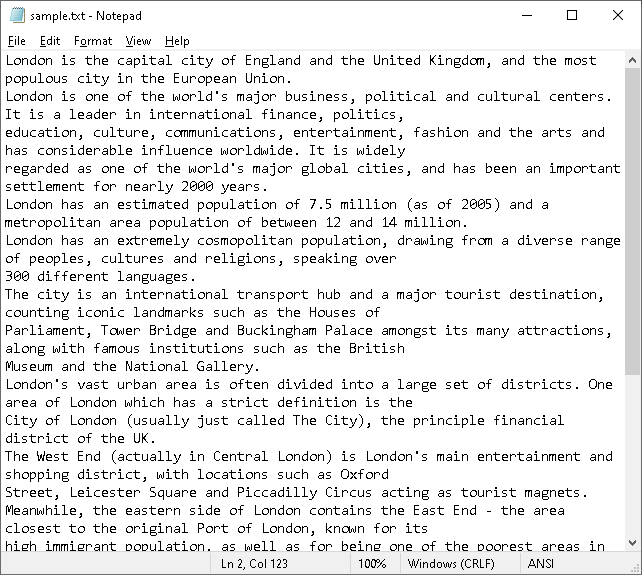 sample.txt - Notepad
File Edit Format View Help
London is the capital city of England and the United Kingdom, and the most
populous city in the European Union.
London is one of the world's major business, political and cultural centers.
It is a leader in international finance, politics,
education, culture, communications, entertainment, fashion and the arts and
has considerable influence worldwide. It is widely
regarded as one of the world's major global cities, and has been an important
settlement for nearly 2000 years.
London has an estimated population of 7.5 million (as of 2005) and a
metropolitan area population of between 12 and 14 million.
London has an extremely cosmopolitan population, drawing from a diverse range
of peoples, cultures and religions, speaking over
300 different languages.
The city is an international transport hub and a major tourist destination,
counting iconic landmarks such as the Houses of
Parliament, Tower Bridge and Buckingham Palace amongst its many attractions,
along with famous institutions such as the British
Museum and the National Gallery.
London's vast urban area is often divided into a large set of districts. One
area of London which has a strict definition is the
City of London (usually just called The City), the principle financial
district of the UK.
The West End (actually in Central London) is London's main entertainment and
shopping district, with locations such as Oxford
Street, Leicester Square and Piccadilly Circus acting as tourist magnets.
Meanwhile, the eastern side of London contains the East End - the area
closest to the original Port of London, known for its
high immigrant population, as well as for being one of the poorest areas in
Ln 2, Col 123 100% Windows (CRLF) ANSI